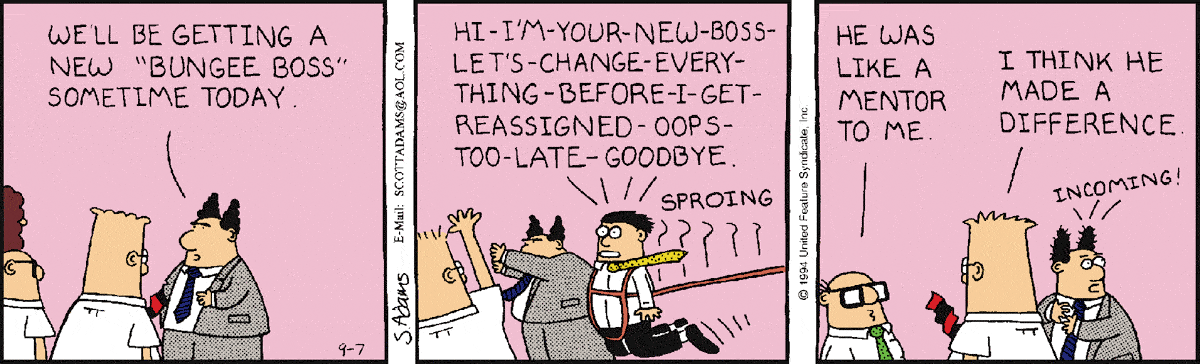 WE'LL BE GETTING A
NEW "BUNGEE BOSS"
SOMETIME TODAY.
9-7
S. Adams
E-Mail: SCOTTADAMS@AOL.COM
HI-I'M-YOUR-NEW-BOSS-
LET'S-CHANGE-EVERY-
THING-BEFORE-I-GET-
REASSIGNED-OOPS-
TOO-LATE-GOODBYE.
SPROING
© 1994 United Feature Syndicate, Inc.
HE WAS
LIKE A
MENTOR
TO ME.
I THINK HE
MADE A
DIFFERENCE.
INCOMING!